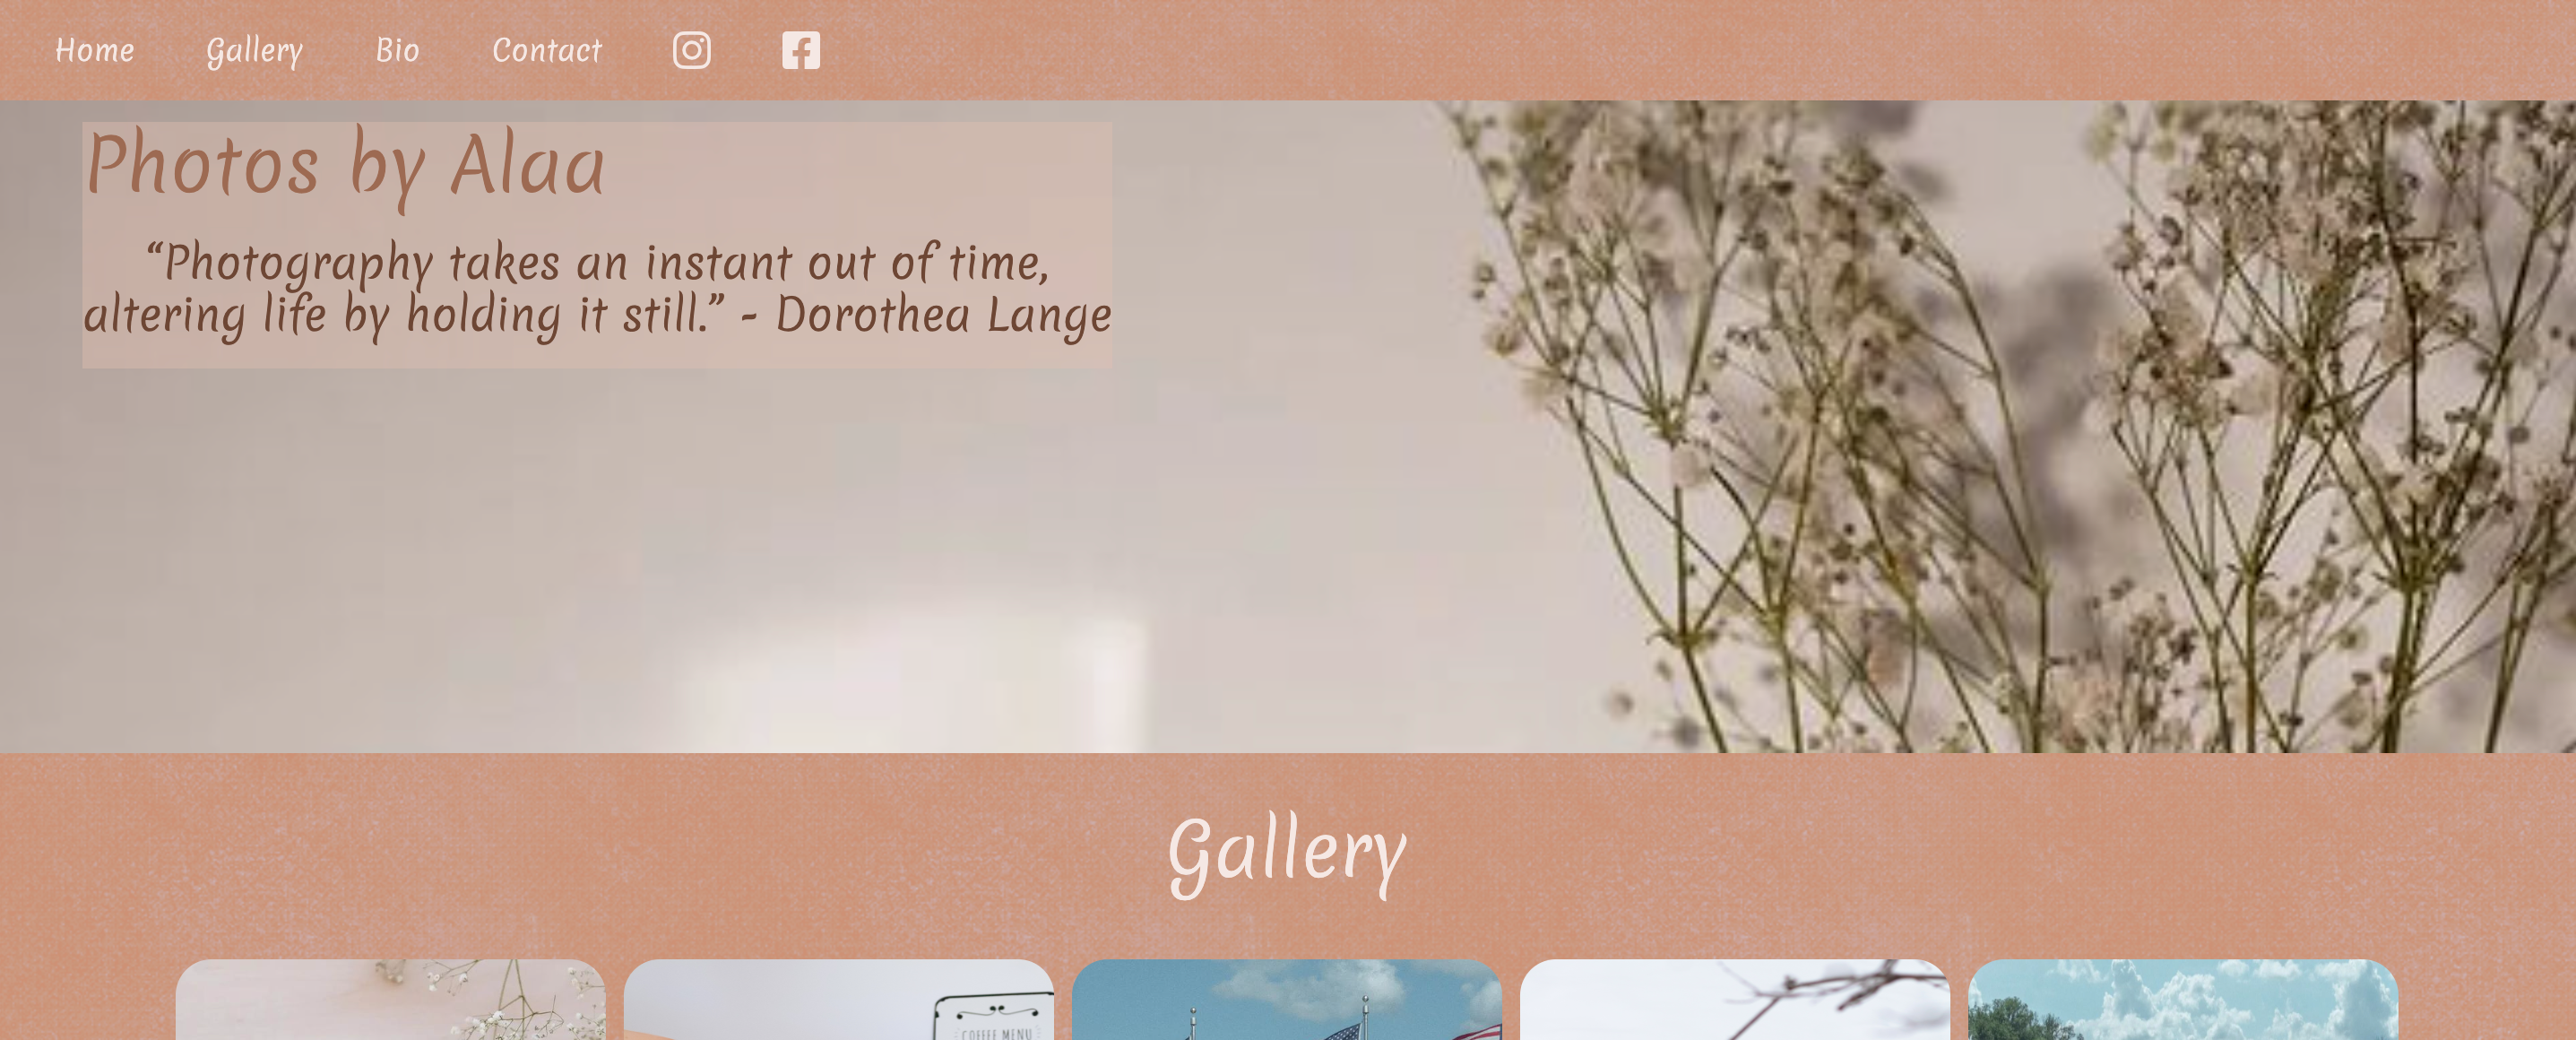 Home Gallery Bio Contact
Photos by Alaa
“Photography takes an instant out of time,
altering life by holding it still.” - Dorothea Lange
Gallery
COFFEE MENU